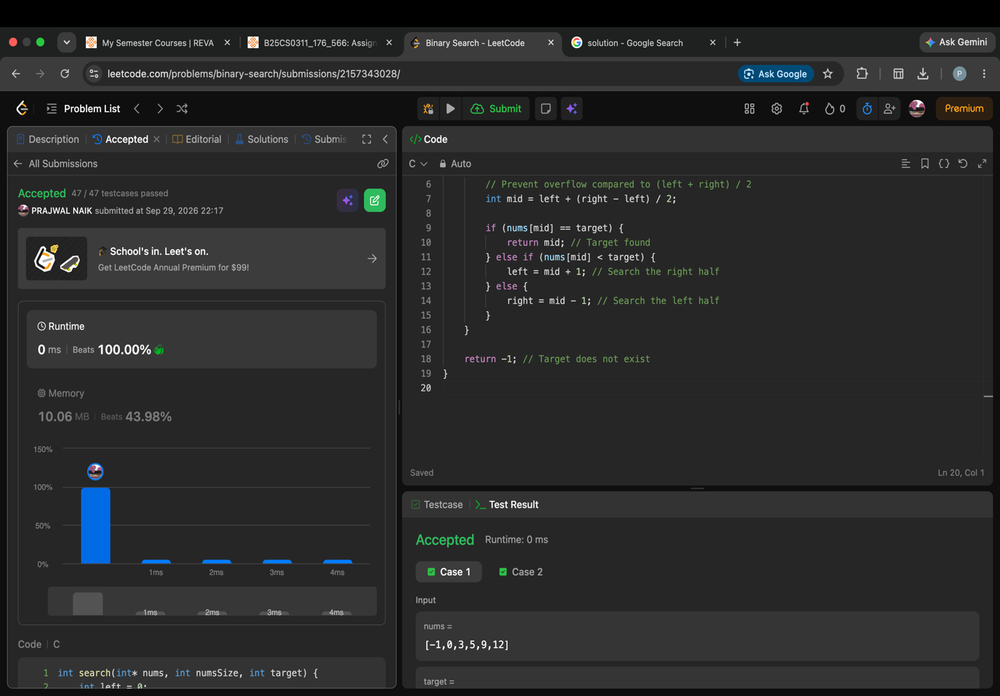 My Semester Courses | REVA
B25CS0311_176_566: Assign
Binary Search - LeetCode
solution - Google Search
Ask Gemini
leetcode.com/problems/binary-search/submissions/2157343028/
Ask Google
P
Problem List
Submit
0
Premium
Description
Accepted
Editorial
Solutions
Submis
All Submissions
Accepted 47 / 47 testcases passed
PRAJWAL NAIK submitted at Sep 29, 2026 22:17
School's in. Leet's on.
Get LeetCode Annual Premium for $99!
Runtime
0 ms | Beats 100.00%
Memory
10.06 MB | Beats 43.98%
150%
100%
50%
0%
1ms 2ms 3ms 4ms
1ms 2ms 3ms 4ms
Code | C
1 int search(int* nums, int numsSize, int target) {
2 int left = 0;
</> Code
C Auto
6 // Prevent overflow compared to (left + right) / 2
7 int mid = left + (right - left) / 2;
8
9 if (nums[mid] == target) {
10 return mid; // Target found
11 } else if (nums[mid] < target) {
12 left = mid + 1; // Search the right half
13 } else {
14 right = mid - 1; // Search the left half
15 }
16 }
17
18 return -1; // Target does not exist
19 }
20
Saved
Ln 20, Col 1
Testcase
Test Result
Accepted Runtime: 0 ms
Case 1 Case 2
Input
nums =
[-1,0,3,5,9,12]
target =